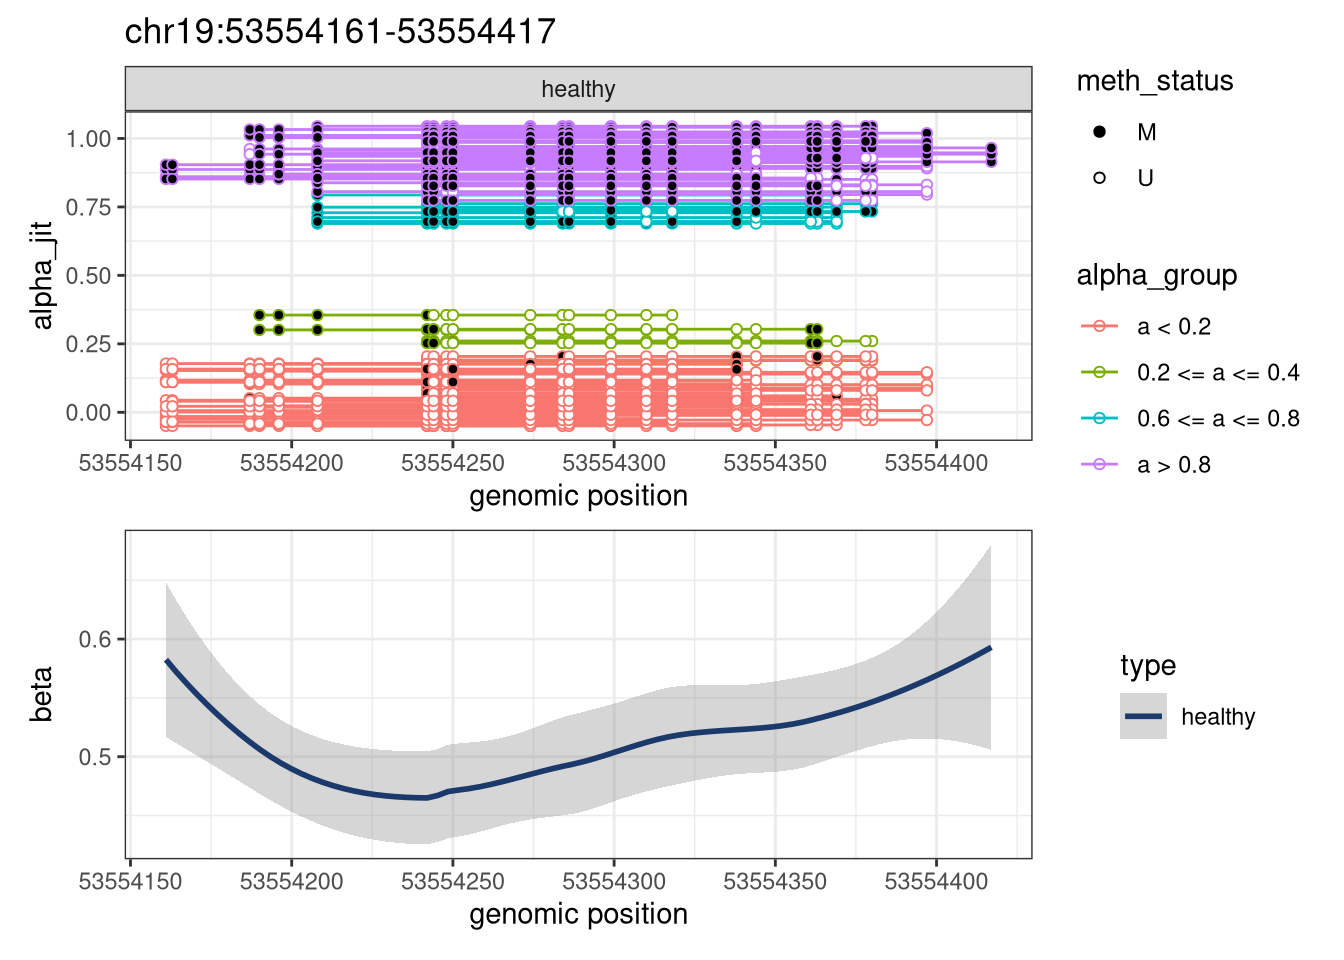 chr19:53554161-53554417
healthy
alpha_jit
1.00
0.75
0.50
0.25
0.00
53554150 53554200 53554250 53554300 53554350 53554400
genomic position
meth_status
M
U
alpha_group
a < 0.2
0.2 <= a <= 0.4
0.6 <= a <= 0.8
a > 0.8
beta
0.6
0.5
53554150 53554200 53554250 53554300 53554350 53554400
genomic position
type
healthy